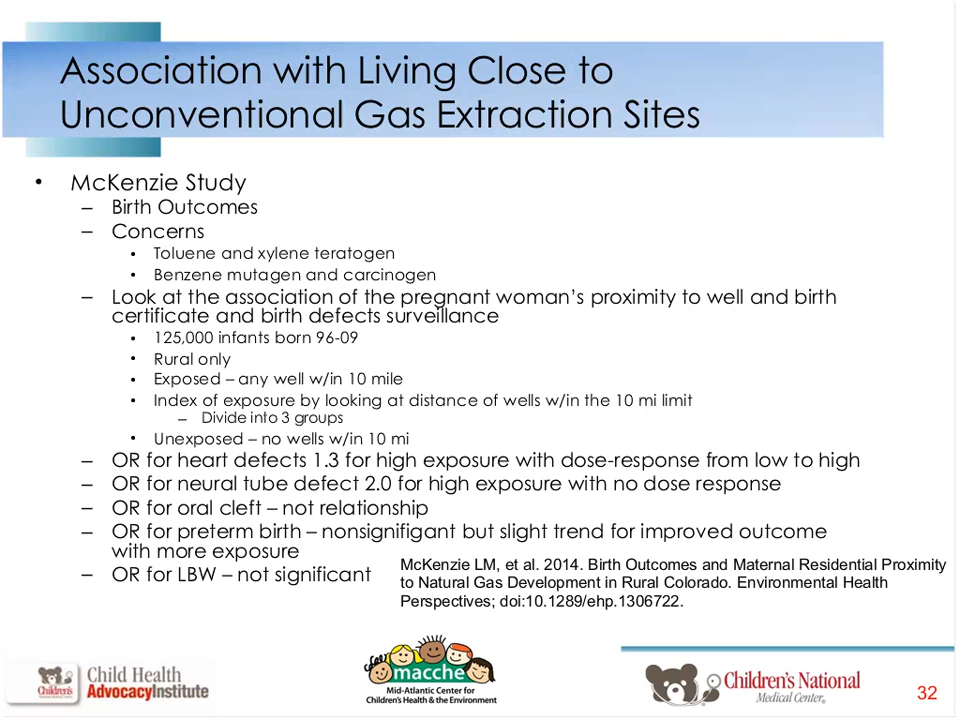 Association with Living Close to
Unconventional Gas Extraction Sites
• McKenzie Study
– Birth Outcomes
– Concerns
• Toluene and xylene teratogen
• Benzene mutagen and carcinogen
– Look at the association of the pregnant woman's proximity to well and birth
certificate and birth defects surveillance
• 125,000 infants born 96-09
• Rural only
• Exposed – any well w/in 10 mile
• Index of exposure by looking at distance of wells w/in the 10 mi limit
– Divide into 3 groups
• Unexposed – no wells w/in 10 mi
– OR for heart defects 1.3 for high exposure with dose-response from low to high
– OR for neural tube defect 2.0 for high exposure with no dose response
– OR for oral cleft – not relationship
– OR for preterm birth – nonsignifigant but slight trend for improved outcome
with more exposure
– OR for LBW – not significant
McKenzie LM, et al. 2014. Birth Outcomes and Maternal Residential Proximity
to Natural Gas Development in Rural Colorado. Environmental Health
Perspectives; doi:10.1289/ehp.1306722.
Children's
Child Health
AdvocacyInstitute
macche
Mid-Atlantic Center for
Children's Health & the Environment
Children's National
Medical Center
32